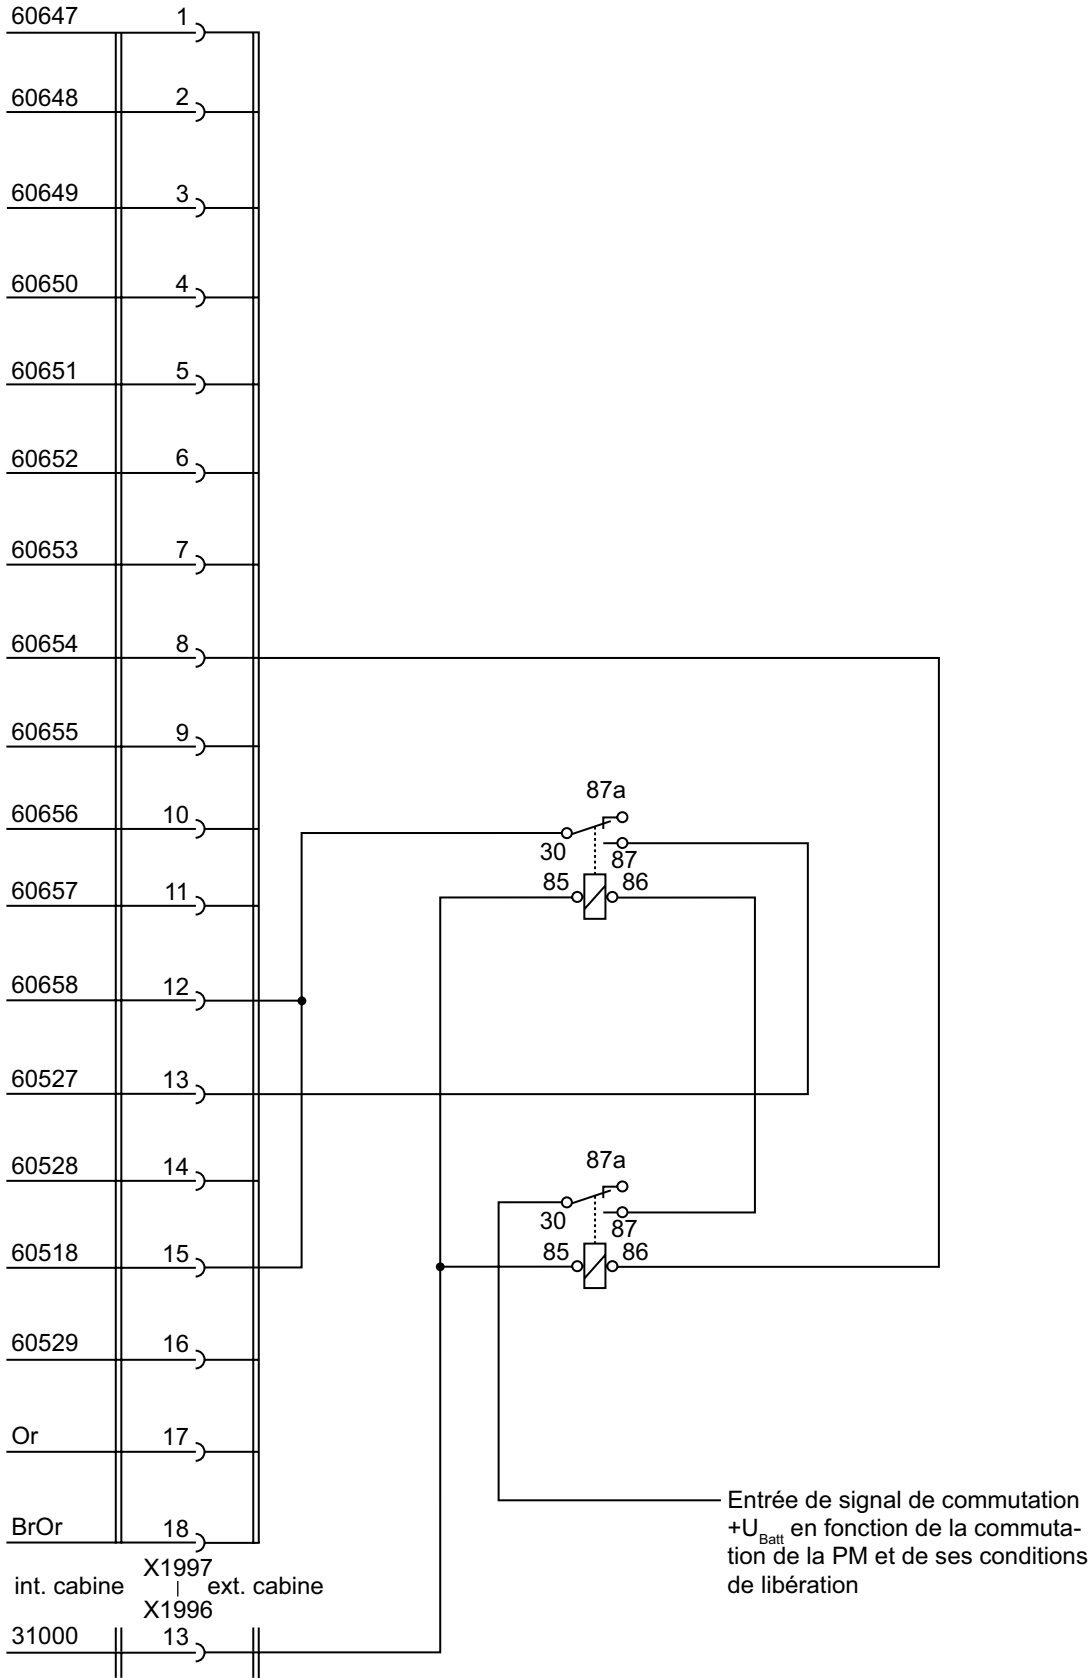 60647 1
60648 2
60649 3
60650 4
60651 5
60652 6
60653 7
60654 8
60655 9
60656 10
60657 11
60658 12
60527 13
60528 14
60518 15
60529 16
Or 17
BrOr 18
int. cabine X1997 ext. cabine
X1996
31000 13
87a
30 87
85 86
87a
30 87
85 86
Entrée de signal de commutation
+UBatt en fonction de la commuta-
tion de la PM et de ses conditions
de libération